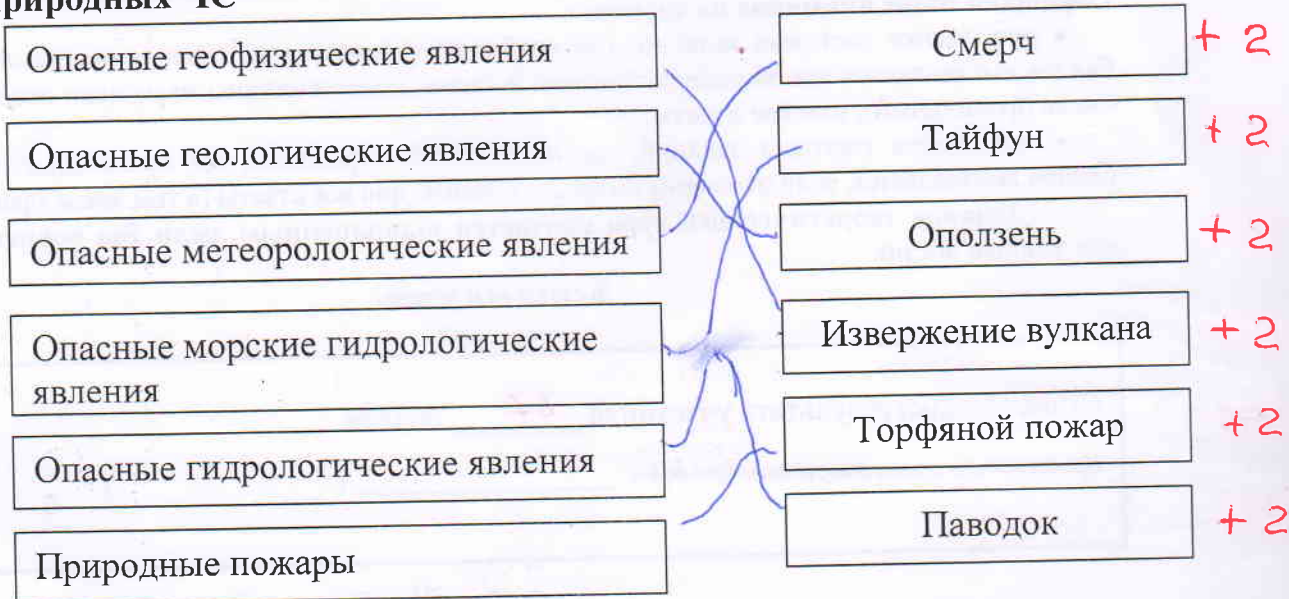 природных ЧС
Опасные геофизические явления
Опасные геологические явления
Опасные метеорологические явления
Опасные морские гидрологические
явления
Опасные гидрологические явления
Природные пожары
Смерч
+ 2
Тайфун
+ 2
Оползень
+ 2
Извержение вулкана
+ 2
Торфяной пожар
+ 2
Паводок
+ 2